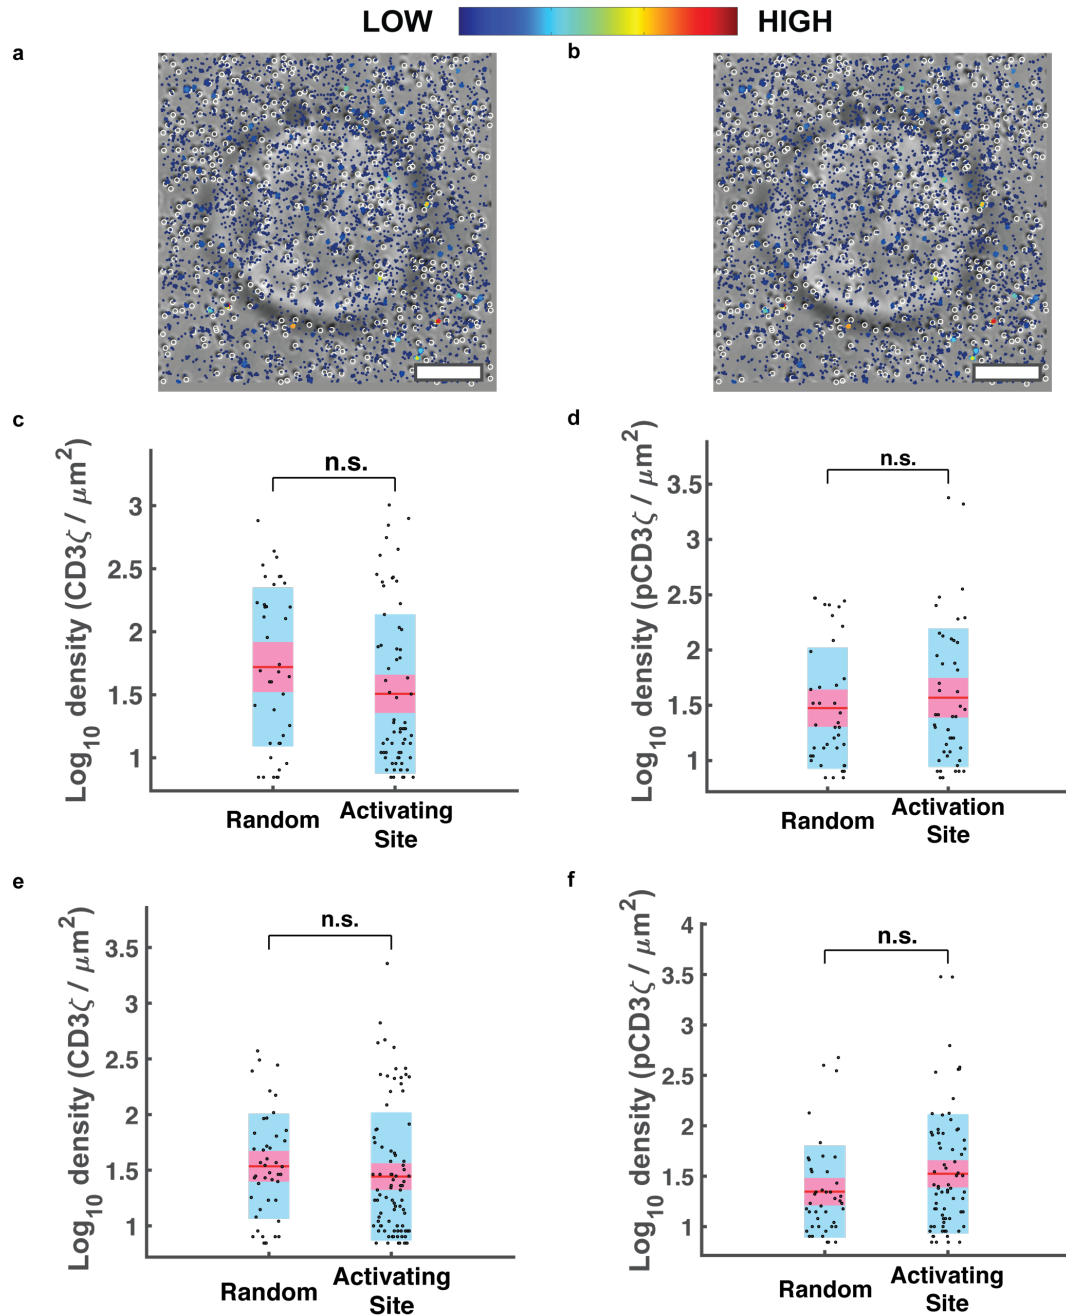 LOW HIGH
a
b
c
n.s.
Log10 density (CD3ζ / μm2)
3
2.5
2
1.5
1
Random
Activating
Site
d
n.s.
Log10 density (pCD3ζ / μm2)
3.5
3
2.5
2
1.5
1
Random
Activation
Site
e
n.s.
Log10 density (CD3ζ / μm2)
3.5
3
2.5
2
1.5
1
Random
Activating
Site
f
n.s.
Log10 density (pCD3ζ / μm2)
4
3.5
3
2.5
2
1.5
1
Random
Activating
Site